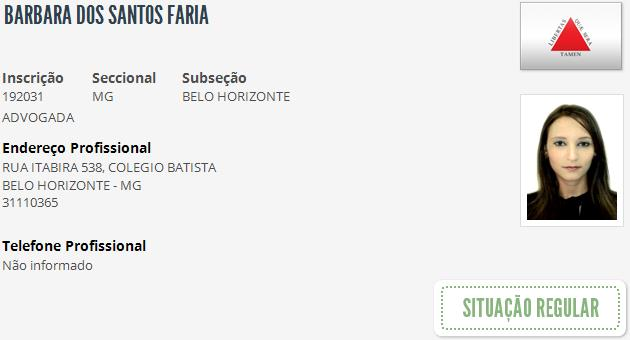 BARBARA DOS SANTOS FARIA
LIBERTAS QUÆ SERA
TAMEN
Inscrição Seccional Subseção
192031 MG BELO HORIZONTE
ADVOGADA
Endereço Profissional
RUA ITABIRA 538, COLEGIO BATISTA
BELO HORIZONTE - MG
31110365
Telefone Profissional
Não informado
SITUAÇÃO REGULAR